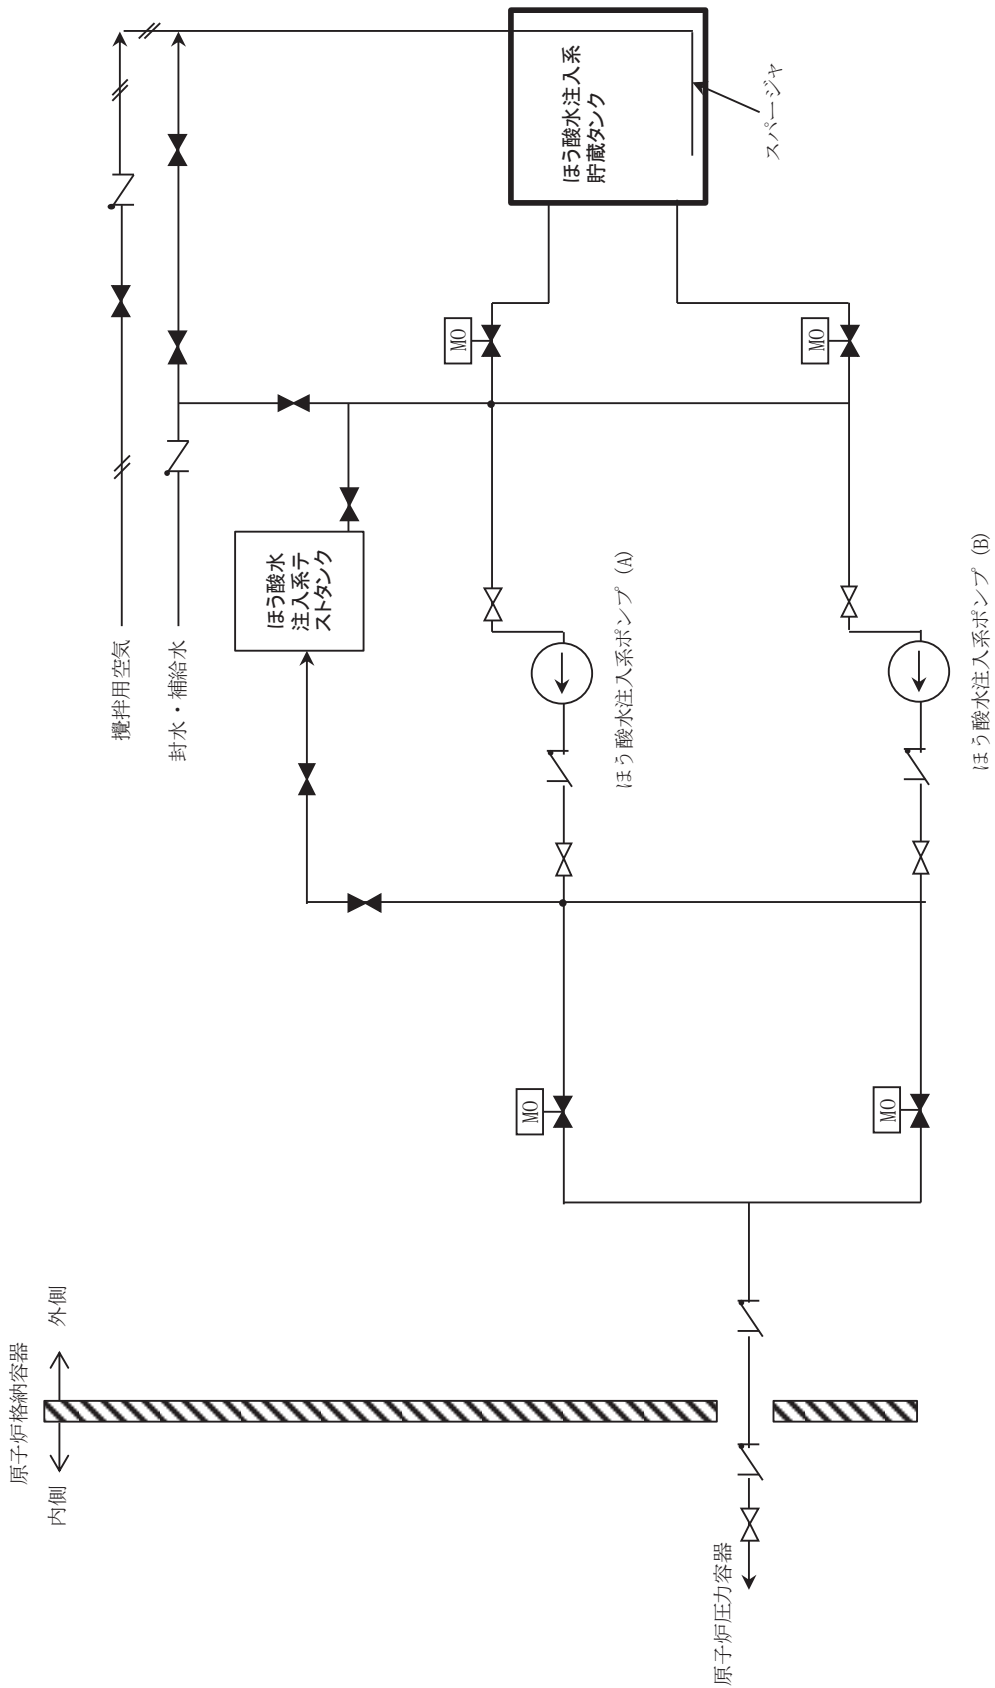 原子炉格納容器
内側
外側
原子炉圧力容器
攪拌用空気
封水・補給水
ほう酸水
注入系テ
ストタンク
MO
MO
MO
MO
ほう酸水注入系ポンプ (A)
ほう酸水注入系ポンプ (B)
ほう酸水注入系
貯蔵タンク
スパージャ